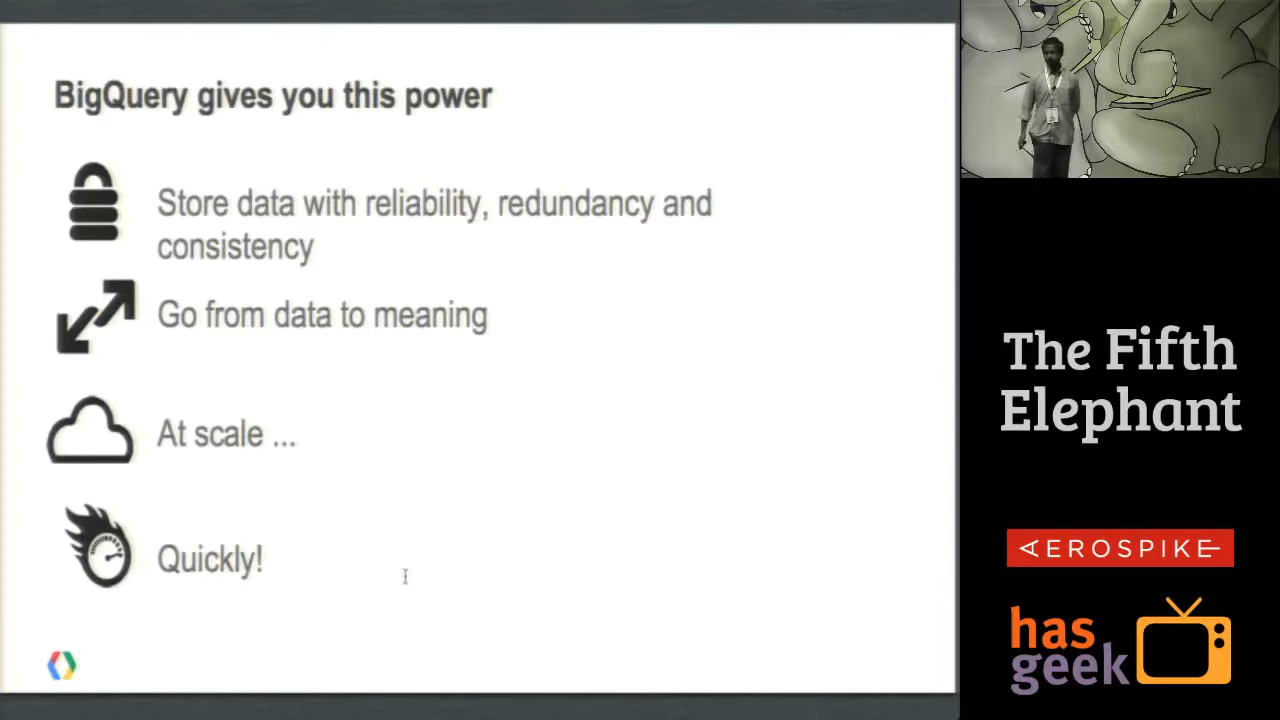 BigQuery gives you this power
Store data with reliability, redundancy and
consistency
Go from data to meaning
At scale ...
Quickly!
The Fifth
Elephant
AEROSPIKE
has
geek